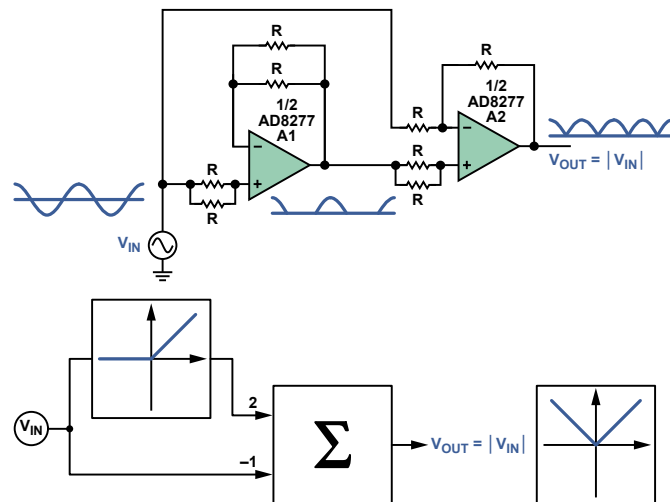 R
R
1/2
AD8277
A1
−
+
R
R
R
R
1/2
AD8277
A2
−
+
R
R
VOUT = |VIN|
VIN
VIN
2
−1
Σ
VOUT = |VIN|